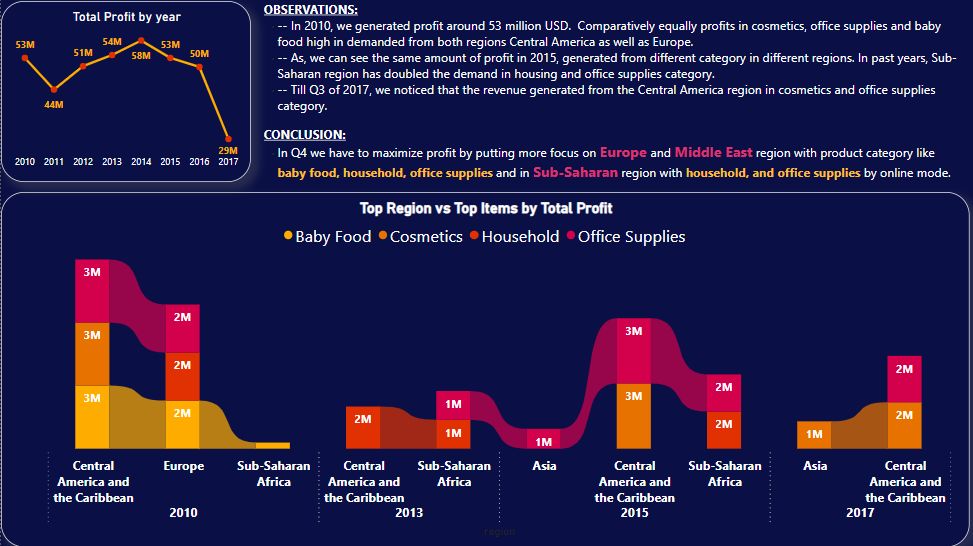 Total Profit by year
53M
44M
51M
54M
58M
53M
50M
29M
2010 2011 2012 2013 2014 2015 2016 2017
OBSERVATIONS:
-- In 2010, we generated profit around 53 million USD. Comparatively equally profits in cosmetics, office supplies and baby
food high in demanded from both regions Central America as well as Europe.
-- As, we can see the same amount of profit in 2015, generated from different category in different regions. In past years, Sub-
Saharan region has doubled the demand in housing and office supplies category.
-- Till Q3 of 2017, we noticed that the revenue generated from the Central America region in cosmetics and office supplies
category.
CONCLUSION:
In Q4 we have to maximize profit by putting more focus on Europe and Middle East region with product category like
baby food, household, office supplies and in Sub-Saharan region with household, and office supplies by online mode.
Top Region vs Top Items by Total Profit
Baby Food Cosmetics Household Office Supplies
3M
3M
3M
2M
2M
2M
2M
1M
1M
1M
3M
3M
2M
2M
1M
2M
2M
Central
America and
the Caribbean
Europe
Sub-Saharan
Africa
Central
America and
the Caribbean
Sub-Saharan
Africa
Asia
Central
America and
the Caribbean
Sub-Saharan
Africa
Asia
Central
America and
the Caribbean
2010 2013 2015 2017
region